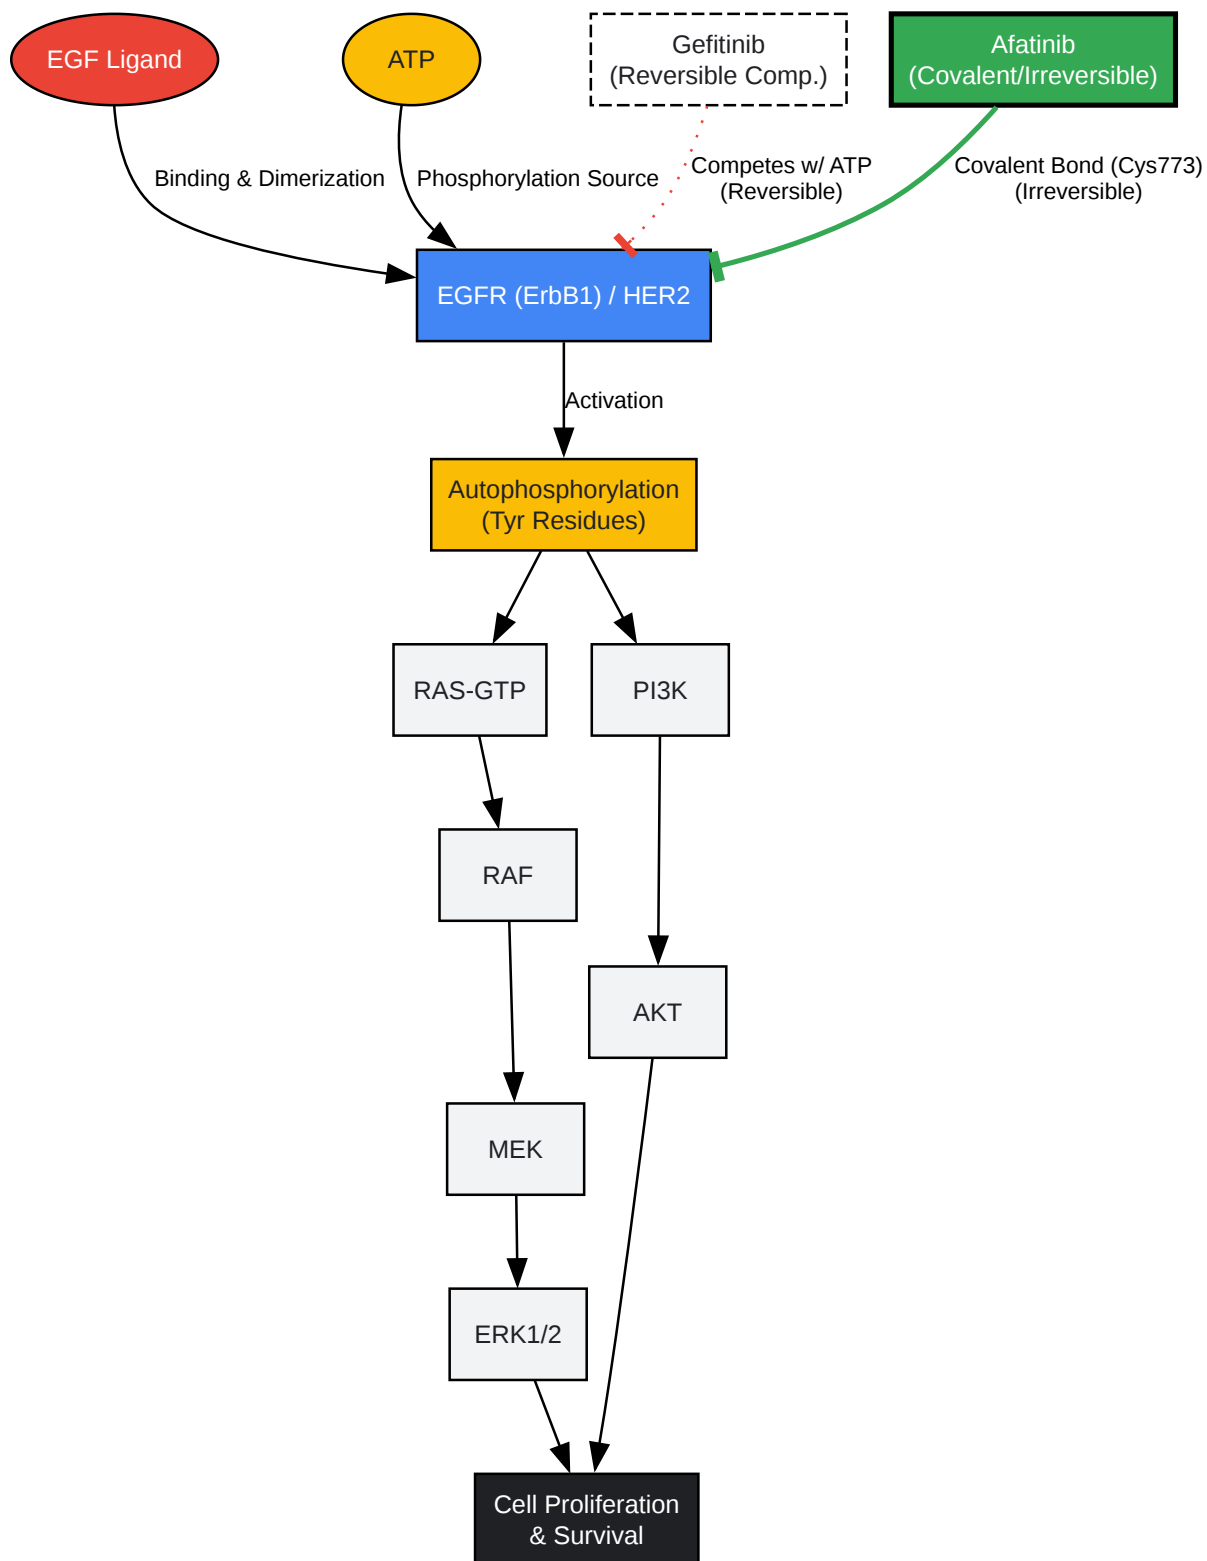 EGF Ligand
ATP
Gefitinib
(Reversible Comp.)
Afatinib
(Covalent/Irreversible)
Binding & Dimerization
Phosphorylation Source
Competes w/ ATP
(Reversible)
Covalent Bond (Cys773)
(Irreversible)
EGFR (ErbB1) / HER2
Activation
Autophosphorylation
(Tyr Residues)
RAS-GTP
PI3K
RAF
AKT
MEK
ERK1/2
Cell Proliferation
& Survival